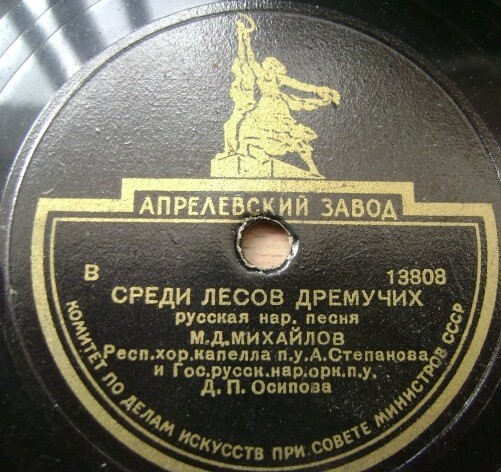 АПРЕЛЕВСКИЙ ЗАВОД
В 13808
СРЕДИ ЛЕСОВ ДРЕМУЧИХ
русская нар. песня
М.Д.МИХАЙЛОВ
Респ.хор.капелла п.у.А.Степанова
и Гос.русск.нар.орк.п.у.
Д.П.Осипова
КОМИТЕТ ПО ДЕЛАМ ИСКУССТВ ПРИ СОВЕТЕ МИНИСТРОВ СССР